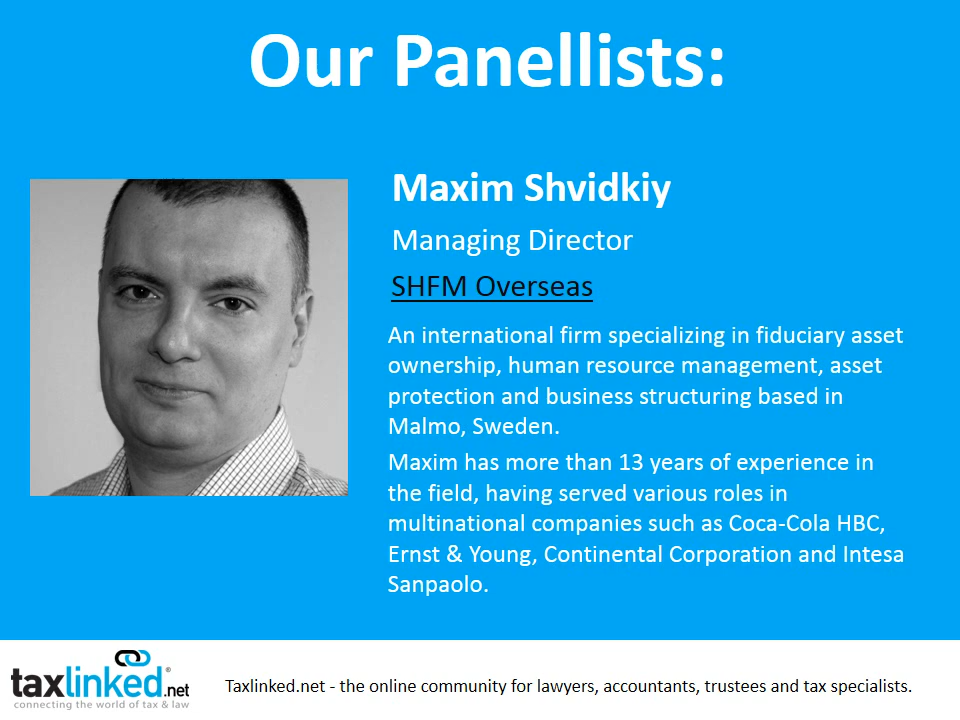 Our Panellists:
Maxim Shvidkiy
Managing Director
SHFM Overseas
An international firm specializing in fiduciary asset
ownership, human resource management, asset
protection and business structuring based in
Malmo, Sweden.
Maxim has more than 13 years of experience in
the field, having served various roles in
multinational companies such as Coca-Cola HBC,
Ernst & Young, Continental Corporation and Intesa
Sanpaolo.
taxlinked.net®
connecting the world of tax & law
Taxlinked.net - the online community for lawyers, accountants, trustees and tax specialists.